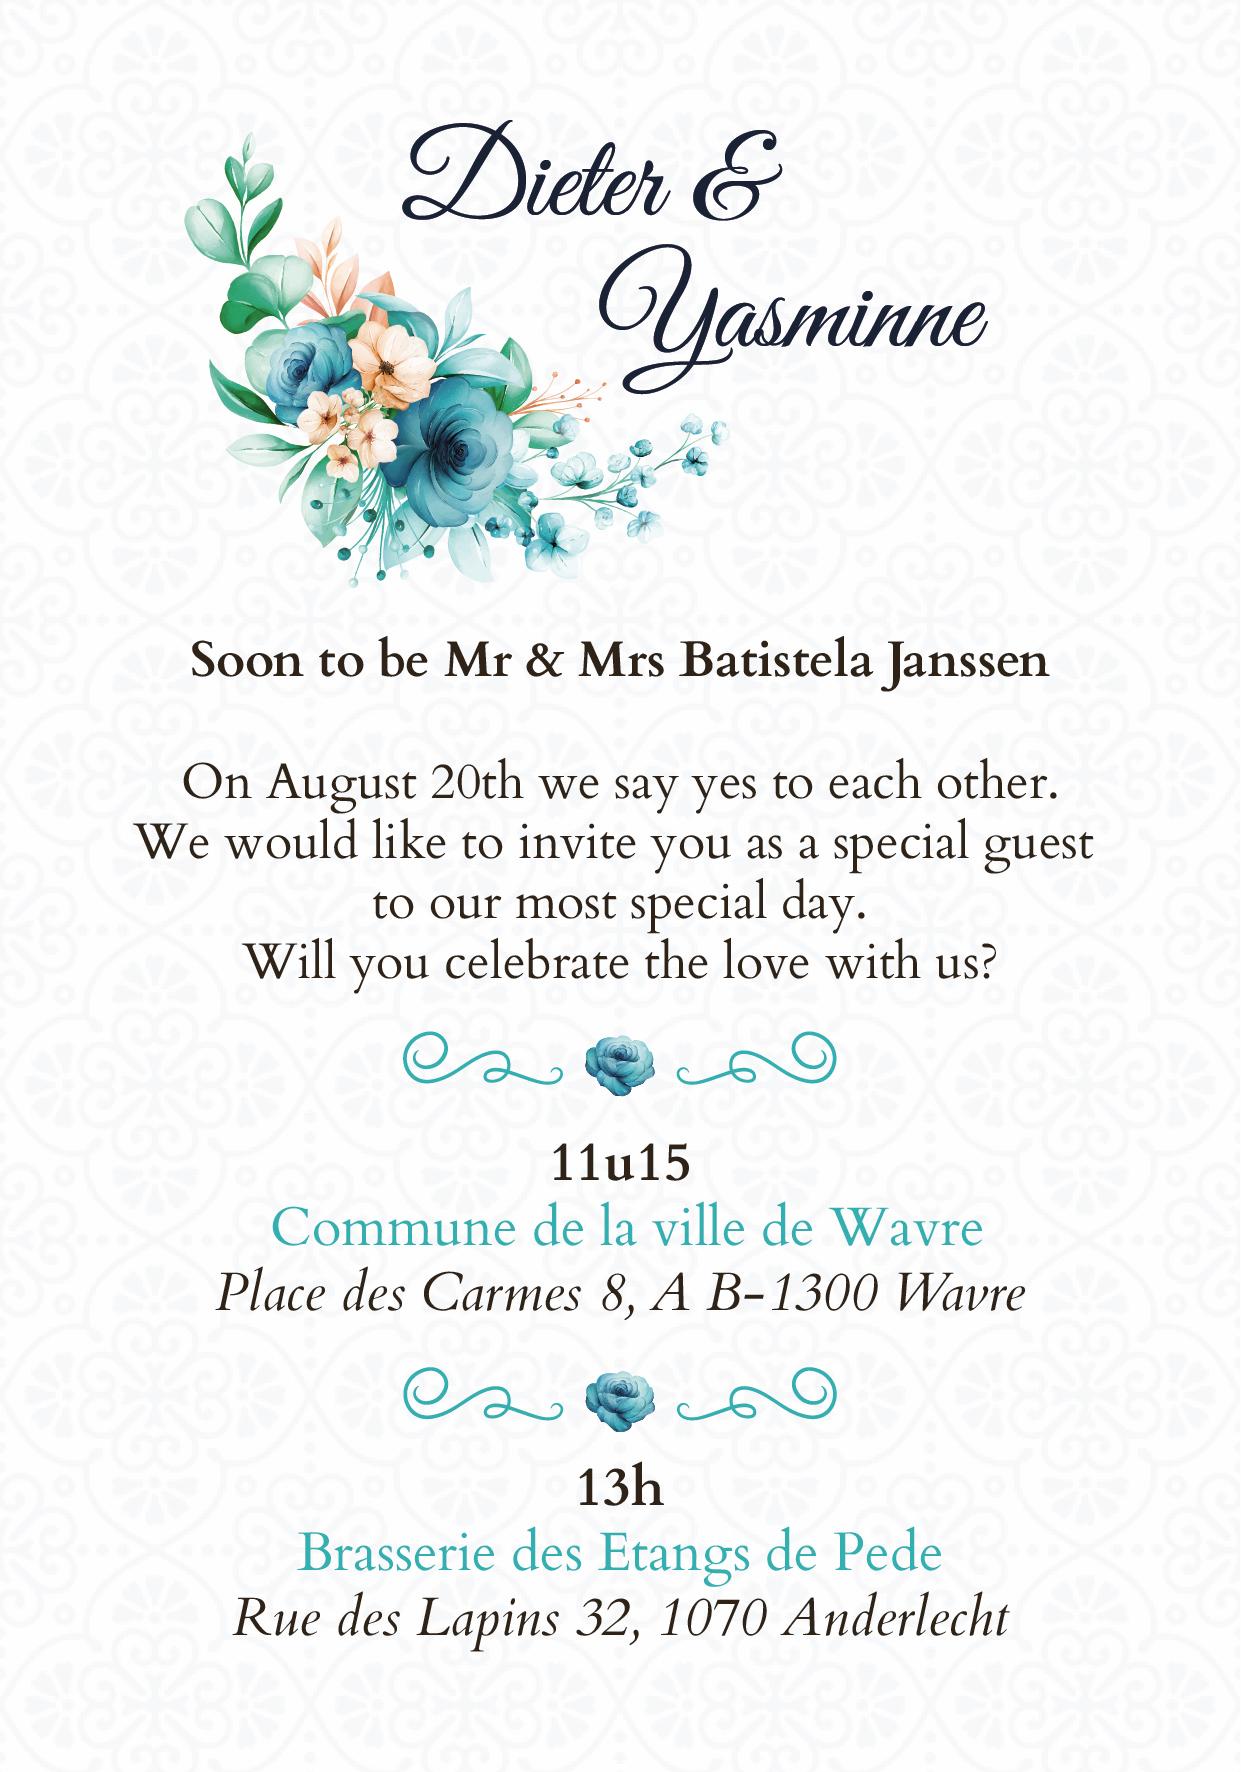 Dieter &
Yasminne
Soon to be Mr & Mrs Batistela Janssen
On August 20th we say yes to each other.
We would like to invite you as a special guest
to our most special day.
Will you celebrate the love with us?
11u15
Commune de la ville de Wavre
Place des Carmes 8, A B-1300 Wavre
13h
Brasserie des Etangs de Pede
Rue des Lapins 32, 1070 Anderlecht